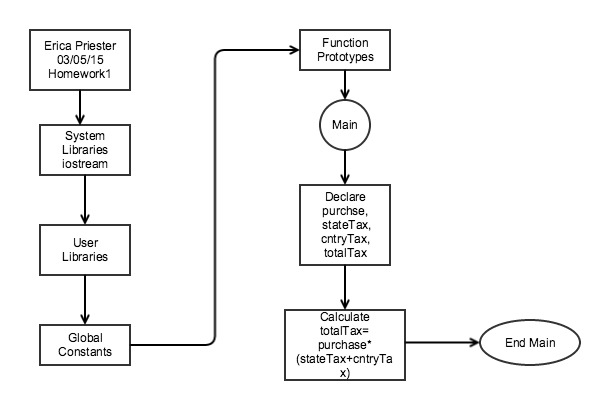 Erica Priester
03/05/15
Homework1
System
Libraries
iostream
User
Libraries
Global
Constants
Function
Prototypes
Main
Declare
purchse,
stateTax,
cntryTax,
totalTax
Calculate
totalTax=
purchase*
(stateTax+cntryTa
x)
End Main